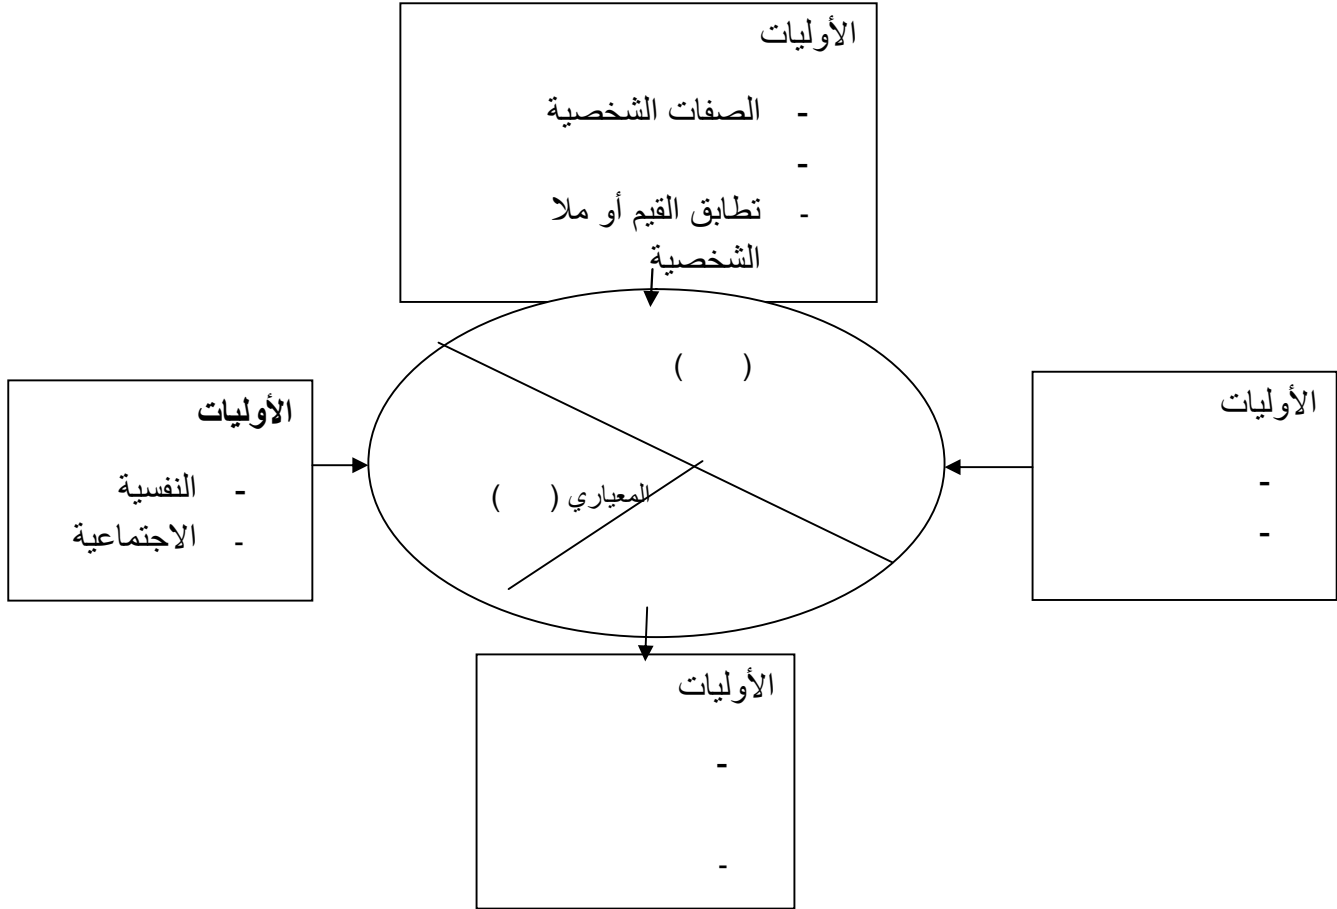 الأوليات
- الصفات الشخصية
-
- تطابق القيم أو ملا
الشخصية
( )
الأوليات
-
-
المعياري ( )
الأوليات
- النفسية
- الاجتماعية
الأوليات
-
-